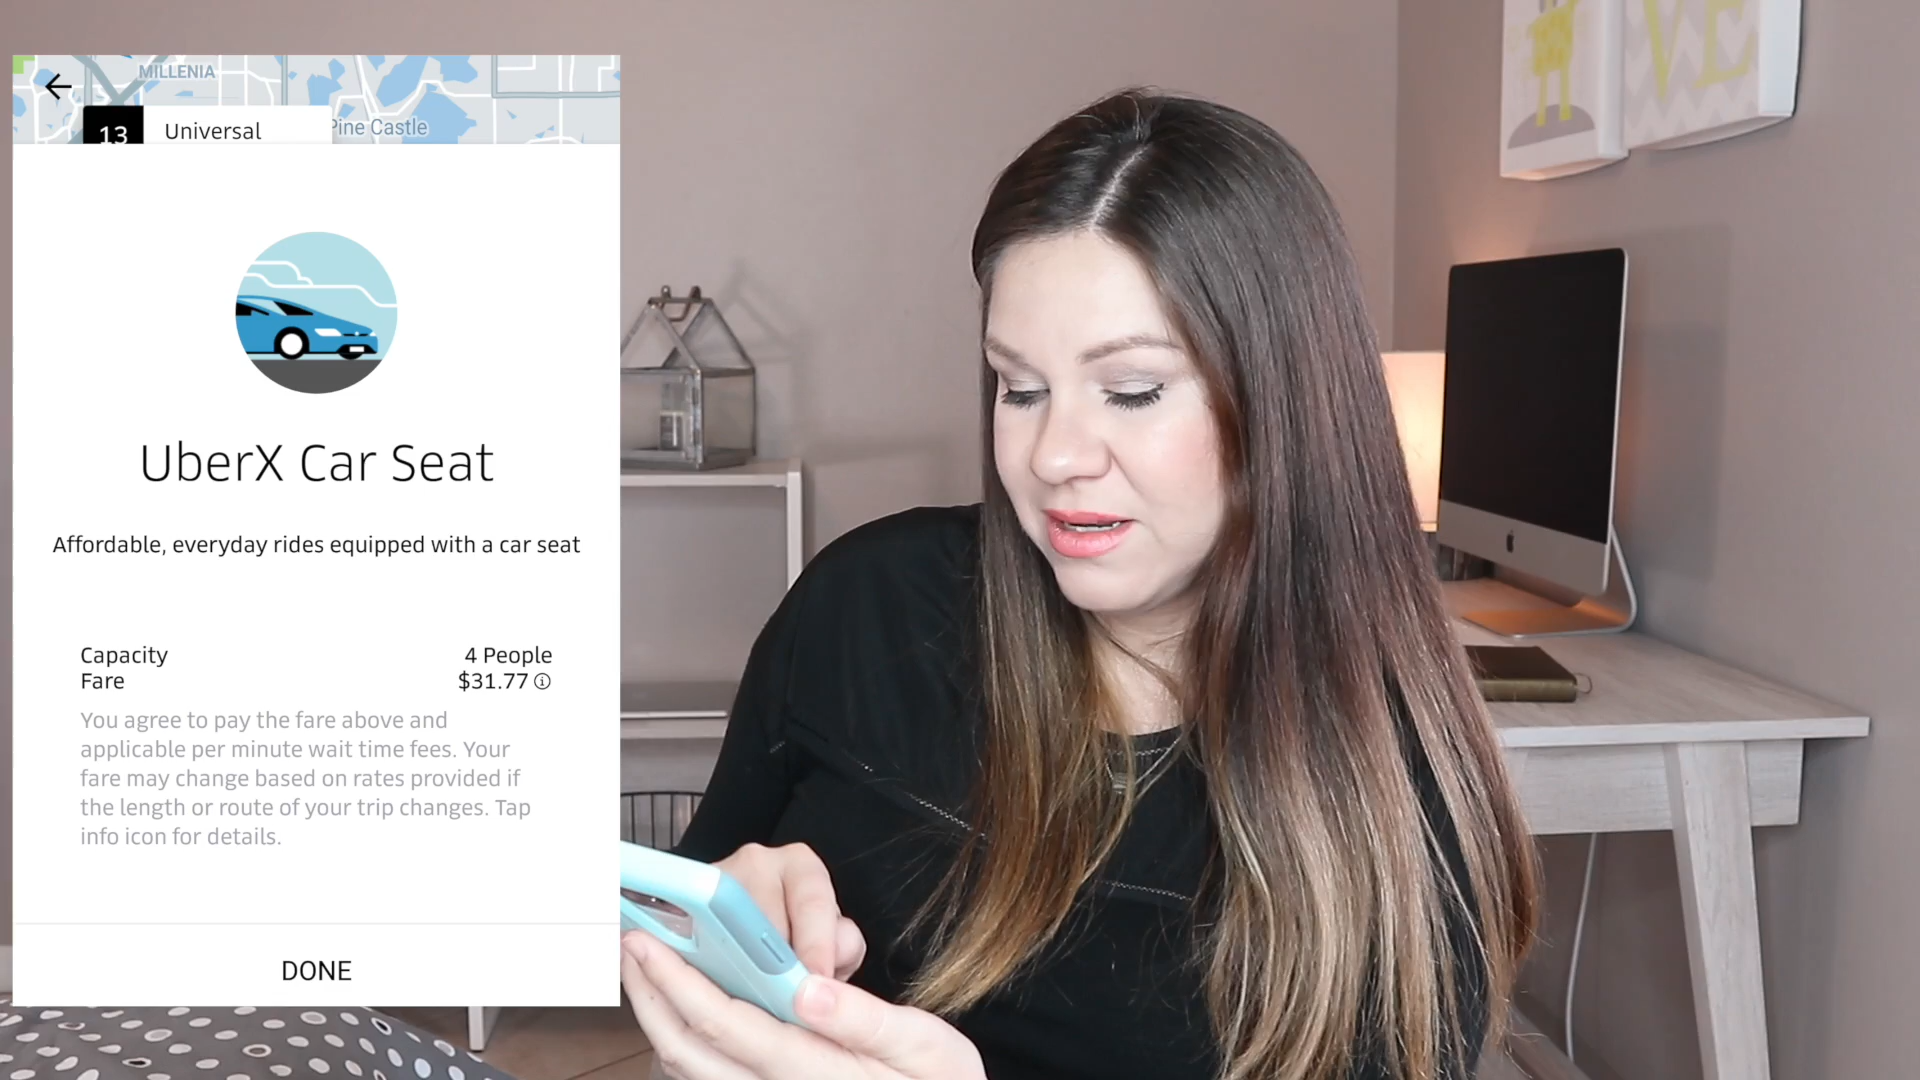 MILLENIA
13 Universal
Pine Castle
UberX Car Seat
Affordable, everyday rides equipped with a car seat
Capacity 4 People
Fare $31.77
You agree to pay the fare above and
applicable per minute wait time fees. Your
fare may change based on rates provided if
the length or route of your trip changes. Tap
info icon for details.
DONE
VE